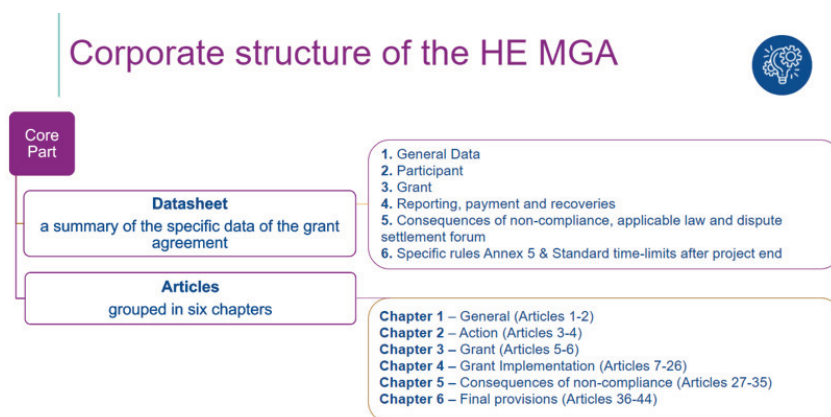 Corporate structure of the HE MGA
Core
Part
Datasheet
a summary of the specific data of the grant
agreement
1. General Data
2. Participant
3. Grant
4. Reporting, payment and recoveries
5. Consequences of non-compliance, applicable law and dispute
settlement forum
6. Specific rules Annex 5 & Standard time-limits after project end
Articles
grouped in six chapters
Chapter 1 – General (Articles 1-2)
Chapter 2 – Action (Articles 3-4)
Chapter 3 – Grant (Articles 5-6)
Chapter 4 – Grant Implementation (Articles 7-26)
Chapter 5 – Consequences of non-compliance (Articles 27-35)
Chapter 6 – Final provisions (Articles 36-44)